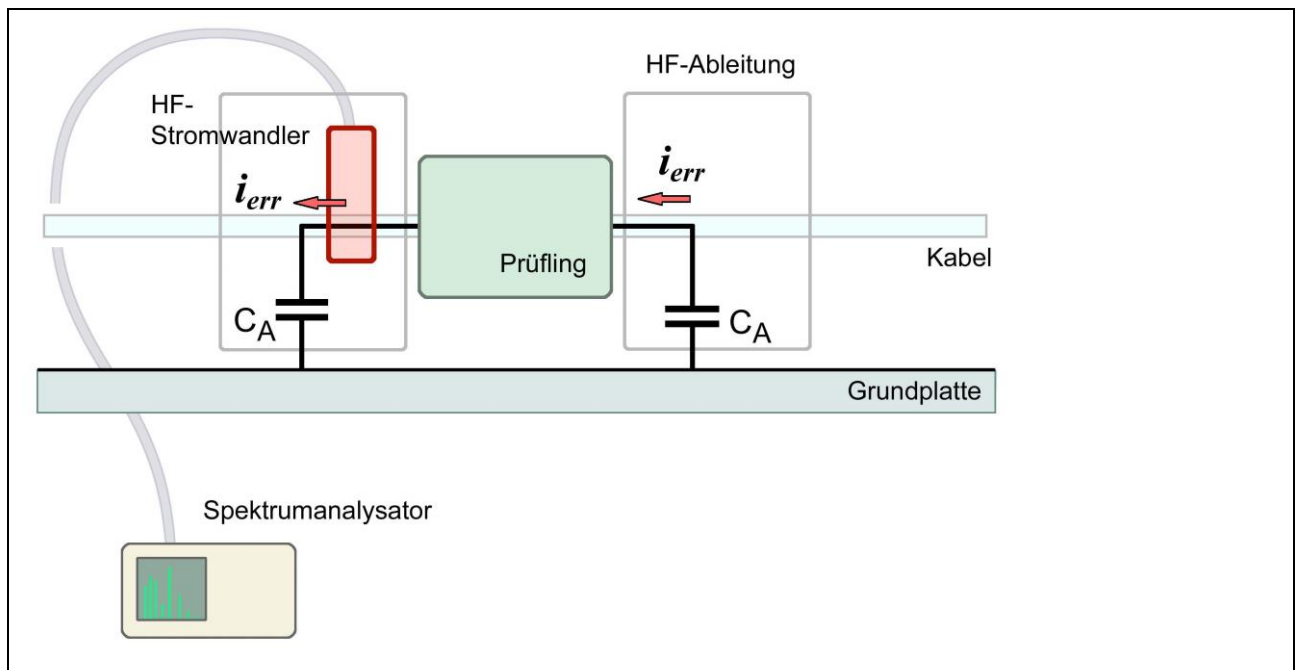 HF-Ableitung
HF-
Stromwandler
i_err
i_err
Prüfling
Kabel
C_A
C_A
Grundplatte
Spektrumanalysator